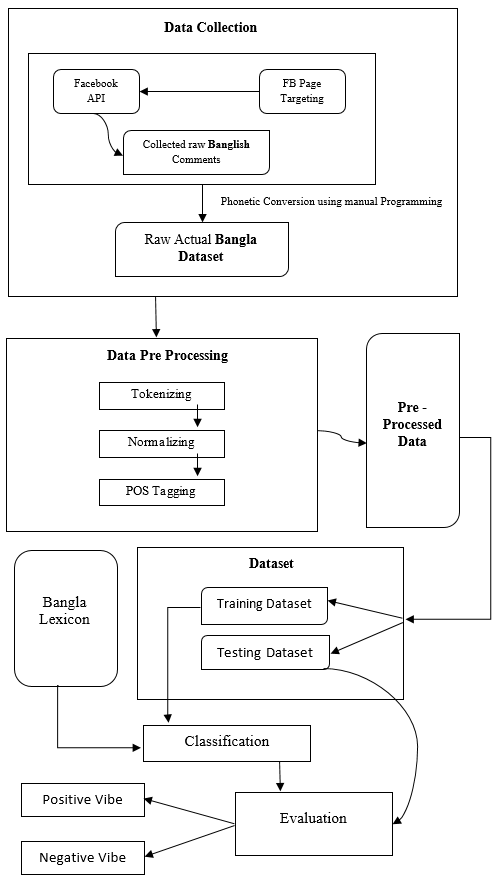 Data Collection
Facebook
API
FB Page
Targeting
Collected raw Banglish
Comments
Phonetic Conversion using manual Programming
Raw Actual Bangla
Dataset
Data Pre Processing
Tokenizing
Normalizing
POS Tagging
Pre -
Processed
Data
Dataset
Training Dataset
Testing Dataset
Bangla
Lexicon
Classification
Evaluation
Positive Vibe
Negative Vibe